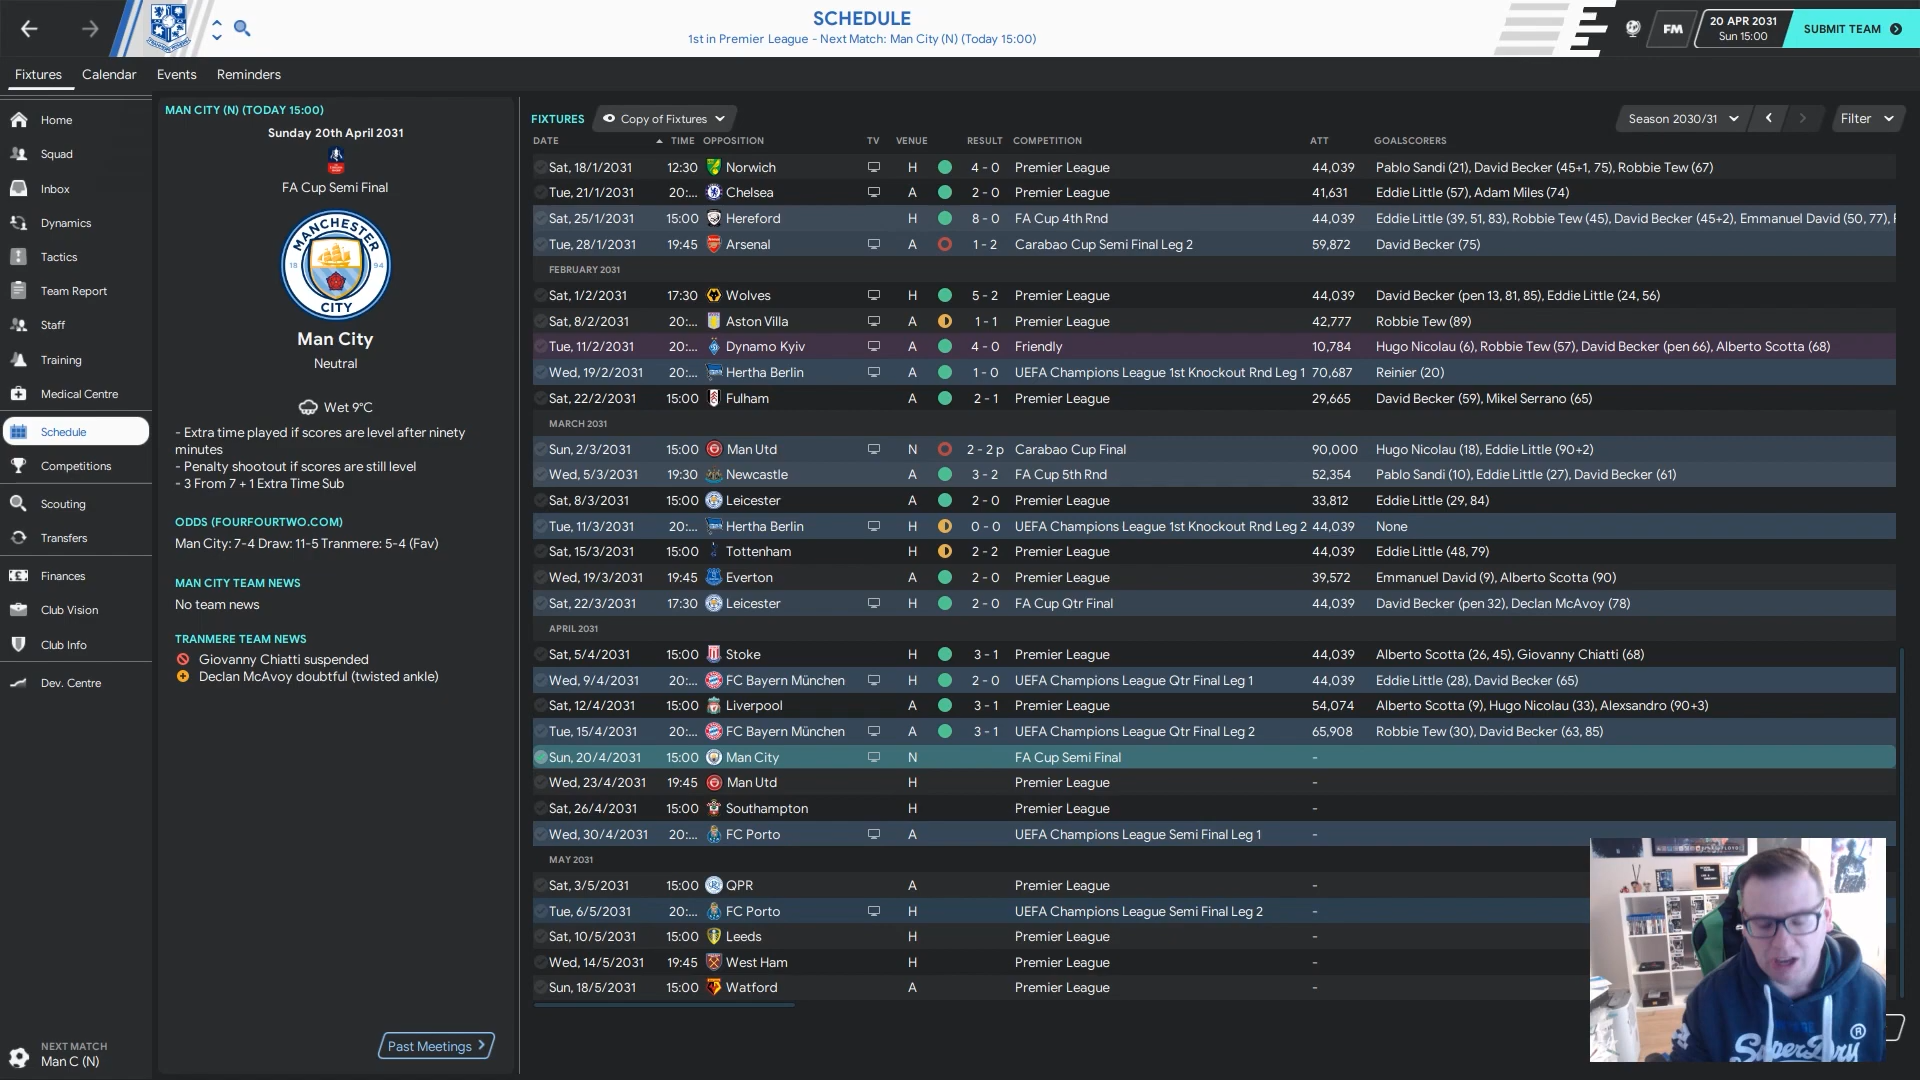 SCHEDULE
1st in Premier League - Next Match: Man City (N) (Today 15:00)
FM
20 APR 2031
Sun 15:00
SUBMIT TEAM
Fixtures Calendar Events Reminders
Home
Squad
Inbox
Dynamics
Tactics
Team Report
Staff
Training
Medical Centre
Schedule
Competitions
Scouting
Transfers
Finances
Club Vision
Club Info
Dev. Centre
NEXT MATCH
Man C (N)
MAN CITY (N) (TODAY 15:00)
Sunday 20th April 2031
FA Cup Semi Final
MANCHESTER
18 94
CITY
Man City
Neutral
Wet 9°C
- Extra time played if scores are level after ninety
minutes
- Penalty shootout if scores are still level
- 3 From 7 + 1 Extra Time Sub
ODDS (FOURFOURTWO.COM)
Man City: 7-4 Draw: 11-5 Tranmere: 5-4 (Fav)
MAN CITY TEAM NEWS
No team news
TRANMERE TEAM NEWS
Giovanny Chiatti suspended
Declan McAvoy doubtful (twisted ankle)
Past Meetings
FIXTURES Copy of Fixtures Season 2030/31 Filter
DATE TIME OPPOSITION TV VENUE RESULT COMPETITION ATT GOALSCORERS
Sat, 18/1/2031 12:30 Norwich H 4 - 0 Premier League 44,039 Pablo Sandi (21), David Becker (45+1, 75), Robbie Tew (67)
Tue, 21/1/2031 20:... Chelsea A 2 - 0 Premier League 41,631 Eddie Little (57), Adam Miles (74)
Sat, 25/1/2031 15:00 Hereford H 8 - 0 FA Cup 4th Rnd 44,039 Eddie Little (39, 51, 83), Robbie Tew (45), David Becker (45+2), Emmanuel David (50, 77),
Tue, 28/1/2031 19:45 Arsenal A 1 - 2 Carabao Cup Semi Final Leg 2 59,872 David Becker (75)
FEBRUARY 2031
Sat, 1/2/2031 17:30 Wolves H 5 - 2 Premier League 44,039 David Becker (pen 13, 81, 85), Eddie Little (24, 56)
Sat, 8/2/2031 20:... Aston Villa A 1 - 1 Premier League 42,777 Robbie Tew (89)
Tue, 11/2/2031 20:... Dynamo Kyiv A 4 - 0 Friendly 10,784 Hugo Nicolau (6), Robbie Tew (57), David Becker (pen 66), Alberto Scotta (68)
Wed, 19/2/2031 20:... Hertha Berlin A 1 - 0 UEFA Champions League 1st Knockout Rnd Leg 1 70,687 Reinier (20)
Sat, 22/2/2031 15:00 Fulham A 2 - 1 Premier League 29,665 David Becker (59), Mikel Serrano (65)
MARCH 2031
Sun, 2/3/2031 15:00 Man Utd N 2 - 2 p Carabao Cup Final 90,000 Hugo Nicolau (18), Eddie Little (90+2)
Wed, 5/3/2031 19:30 Newcastle A 3 - 2 FA Cup 5th Rnd 52,354 Pablo Sandi (10), Eddie Little (27), David Becker (61)
Sat, 8/3/2031 15:00 Leicester A 2 - 0 Premier League 33,812 Eddie Little (29, 84)
Tue, 11/3/2031 20:... Hertha Berlin H 0 - 0 UEFA Champions League 1st Knockout Rnd Leg 2 44,039 None
Sat, 15/3/2031 15:00 Tottenham H 2 - 2 Premier League 44,039 Eddie Little (48, 79)
Wed, 19/3/2031 19:45 Everton A 2 - 0 Premier League 39,572 Emmanuel David (9), Alberto Scotta (90)
Sat, 22/3/2031 17:30 Leicester H 2 - 0 FA Cup Qtr Final 44,039 David Becker (pen 32), Declan McAvoy (78)
APRIL 2031
Sat, 5/4/2031 15:00 Stoke H 3 - 1 Premier League 44,039 Alberto Scotta (26, 45), Giovanny Chiatti (68)
Wed, 9/4/2031 20:... FC Bayern München H 2 - 0 UEFA Champions League Qtr Final Leg 1 44,039 Eddie Little (28), David Becker (65)
Sat, 12/4/2031 15:00 Liverpool A 3 - 1 Premier League 54,074 Alberto Scotta (9), Hugo Nicolau (33), Alexsandro (90+3)
Tue, 15/4/2031 20:... FC Bayern München A 3 - 1 UEFA Champions League Qtr Final Leg 2 65,908 Robbie Tew (30), David Becker (63, 85)
Sun, 20/4/2031 15:00 Man City N FA Cup Semi Final -
Wed, 23/4/2031 19:45 Man Utd H Premier League -
Sat, 26/4/2031 15:00 Southampton H Premier League -
Wed, 30/4/2031 20:... FC Porto A UEFA Champions League Semi Final Leg 1 -
MAY 2031
Sat, 3/5/2031 15:00 QPR A Premier League -
Tue, 6/5/2031 20:... FC Porto H UEFA Champions League Semi Final Leg 2 -
Sat, 10/5/2031 15:00 Leeds H Premier League -
Wed, 14/5/2031 19:45 West Ham H Premier League -
Sun, 18/5/2031 15:00 Watford A Premier League -
SuperDry